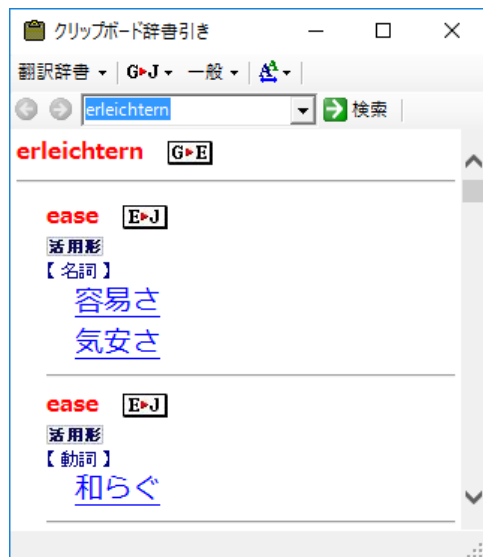 クリップボード辞書引き
翻訳辞書 G▸J 一般 A A
erleichtern 検索
erleichtern G▸E
ease E▸J
活用形
【 名詞 】
容易さ
気安さ
ease E▸J
活用形
【 動詞 】
和らぐ